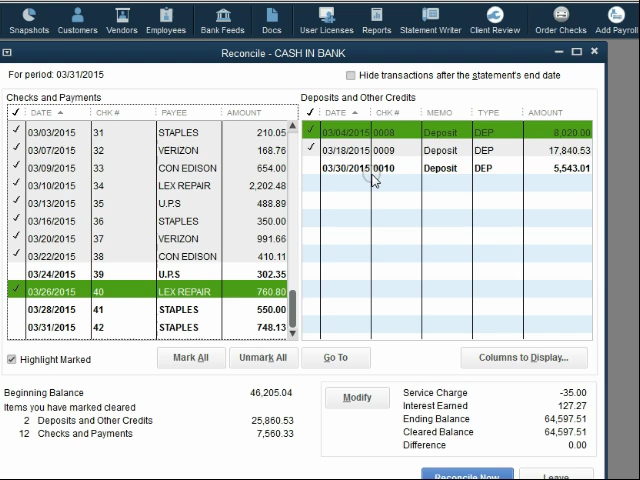 Snapshots Customers Vendors Employees Bank Feeds Docs User Licenses Reports Statement Writer Client Review Order Checks Add Payroll
Reconcile - CASH IN BANK
For period: 03/31/2015
Hide transactions after the statement's end date
Checks and Payments
✓ DATE CHK # PAYEE AMOUNT
✓ 03/03/2015 31 STAPLES 210.05
✓ 03/07/2015 32 VERIZON 168.76
✓ 03/09/2015 33 CON EDISON 654.00
✓ 03/10/2015 34 LEX REPAIR 2,202.48
✓ 03/13/2015 35 U.P.S 488.89
✓ 03/16/2015 36 STAPLES 350.00
✓ 03/20/2015 37 VERIZON 991.66
✓ 03/22/2015 38 CON EDISON 410.11
03/24/2015 39 U.P.S 302.35
✓ 03/26/2015 40 LEX REPAIR 760.80
03/28/2015 41 STAPLES 550.00
03/31/2015 42 STAPLES 748.13
Deposits and Other Credits
✓ DATE CHK # MEMO TYPE AMOUNT
✓ 03/04/2015 0008 Deposit DEP 8,020.00
✓ 03/18/2015 0009 Deposit DEP 17,840.53
03/30/2015 0010 Deposit DEP 5,543.01
Highlight Marked
Mark All
Unmark All
Go To
Columns to Display...
Beginning Balance 46,205.04
Items you have marked cleared
2 Deposits and Other Credits 25,860.53
12 Checks and Payments 7,560.33
Modify
Service Charge -35.00
Interest Earned 127.27
Ending Balance 64,597.51
Cleared Balance 64,597.51
Difference 0.00
Reconcile Now
Leave